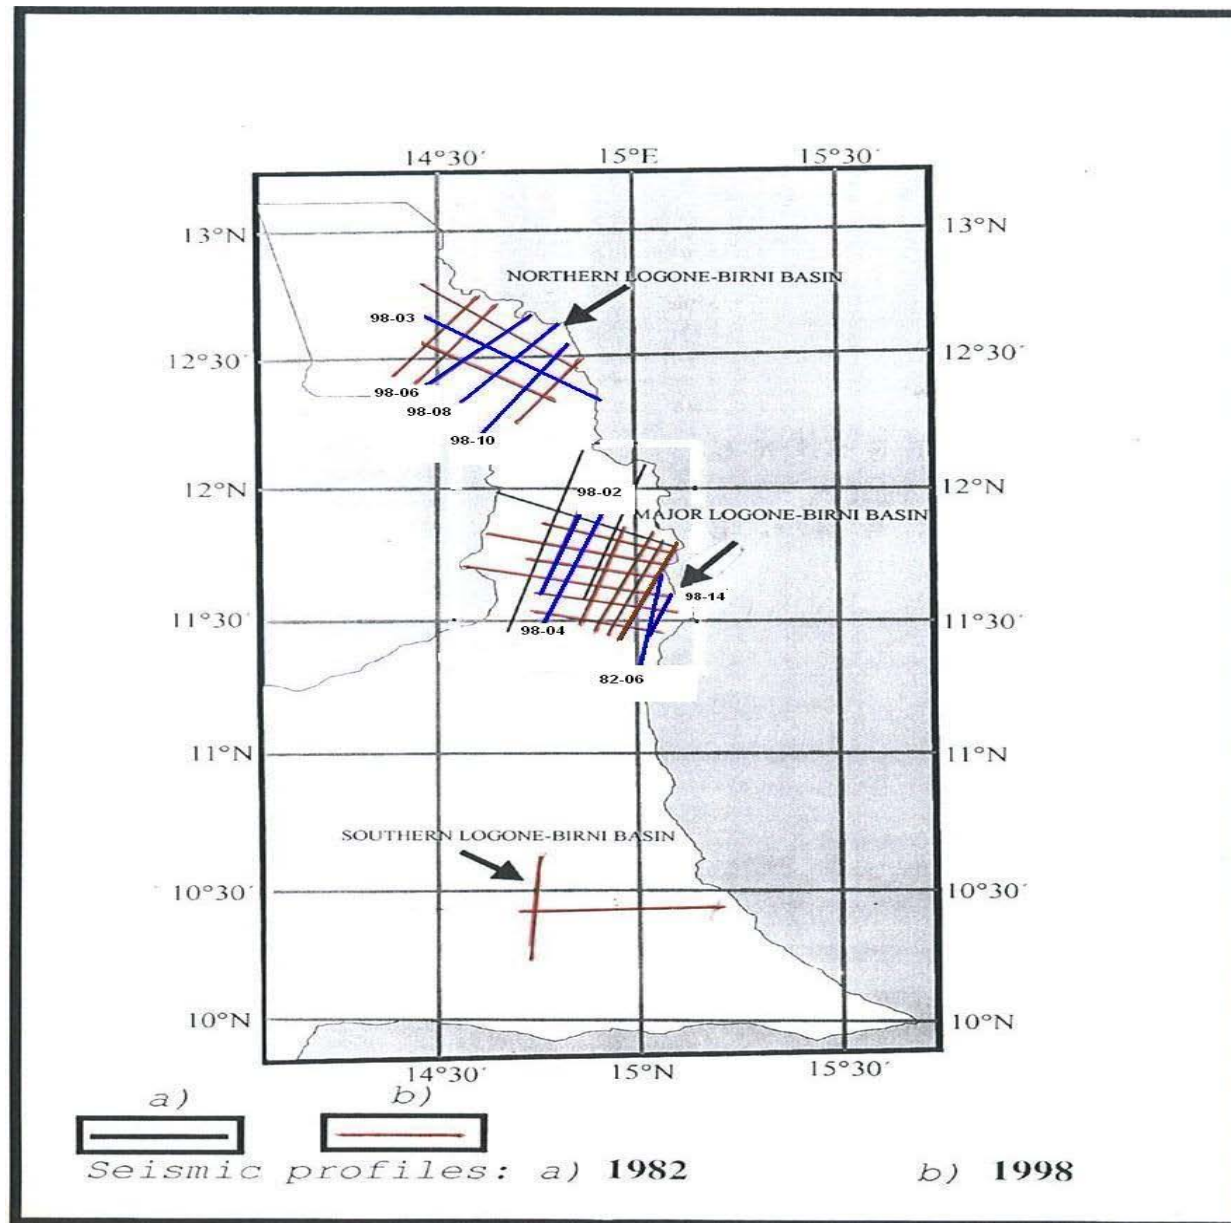 14°30´ 15°E 15°30´
13°N 13°N
NORTHERN LOGONE-BIRNI BASIN
98-03
12°30´ 12°30´
98-06
98-08
98-10
12°N 98-02 12°N
MAJOR LOGONE-BIRNI BASIN
98-14
11°30´ 98-04 11°30´
82-06
11°N 11°N
SOUTHERN LOGONE-BIRNI BASIN
10°30´ 10°30´
10°N 10°N
14°30´ 15°N 15°30´
a) b)
Seismic profiles: a) 1982 b) 1998